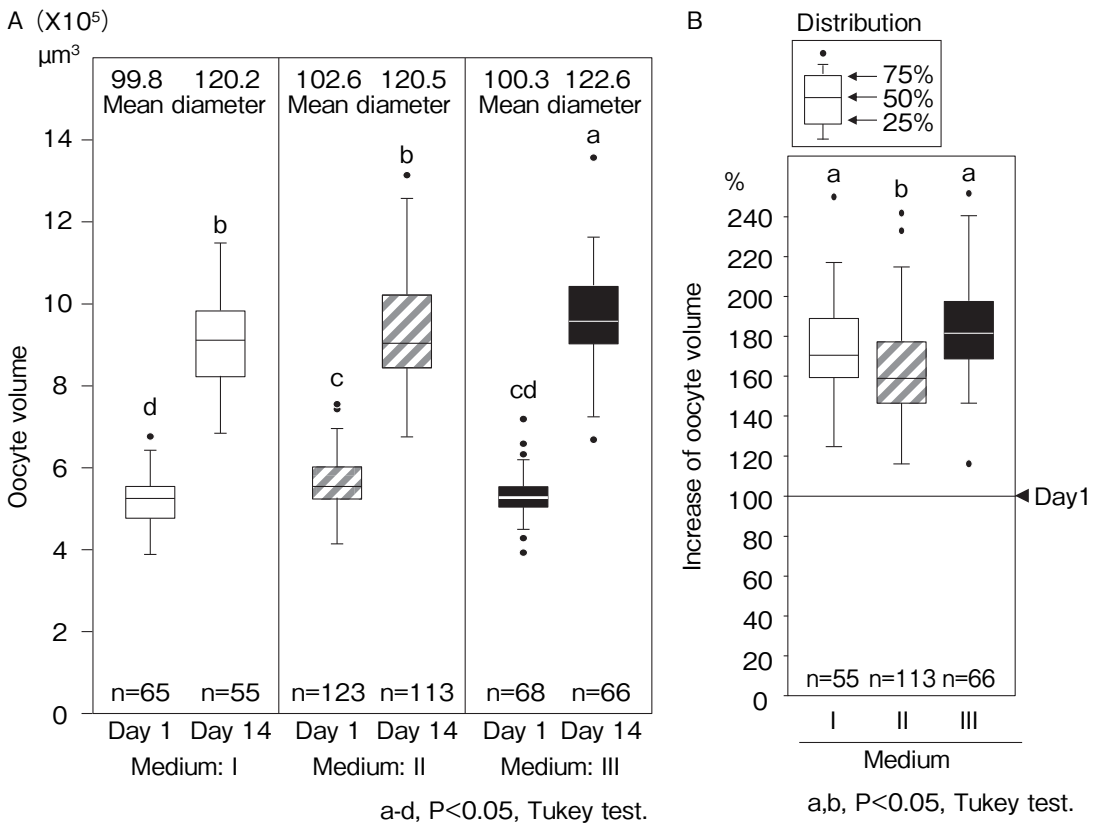 A (X10⁵)
μm³
99.8 120.2 102.6 120.5 100.3 122.6
Mean diameter Mean diameter Mean diameter
14
12
10
8
6
4
2
0
Oocyte volume
d b c b cd a
n=65 n=55 n=123 n=113 n=68 n=66
Day 1 Day 14 Day 1 Day 14 Day 1 Day 14
Medium: I Medium: II Medium: III
a-d, P<0.05, Tukey test.
B
Distribution
75%
50%
25%
%
a b a
240
220
200
180
160
140
120
100
80
60
40
20
0
Increase of oocyte volume
Day1
n=55 n=113 n=66
I II III
Medium
a,b, P<0.05, Tukey test.